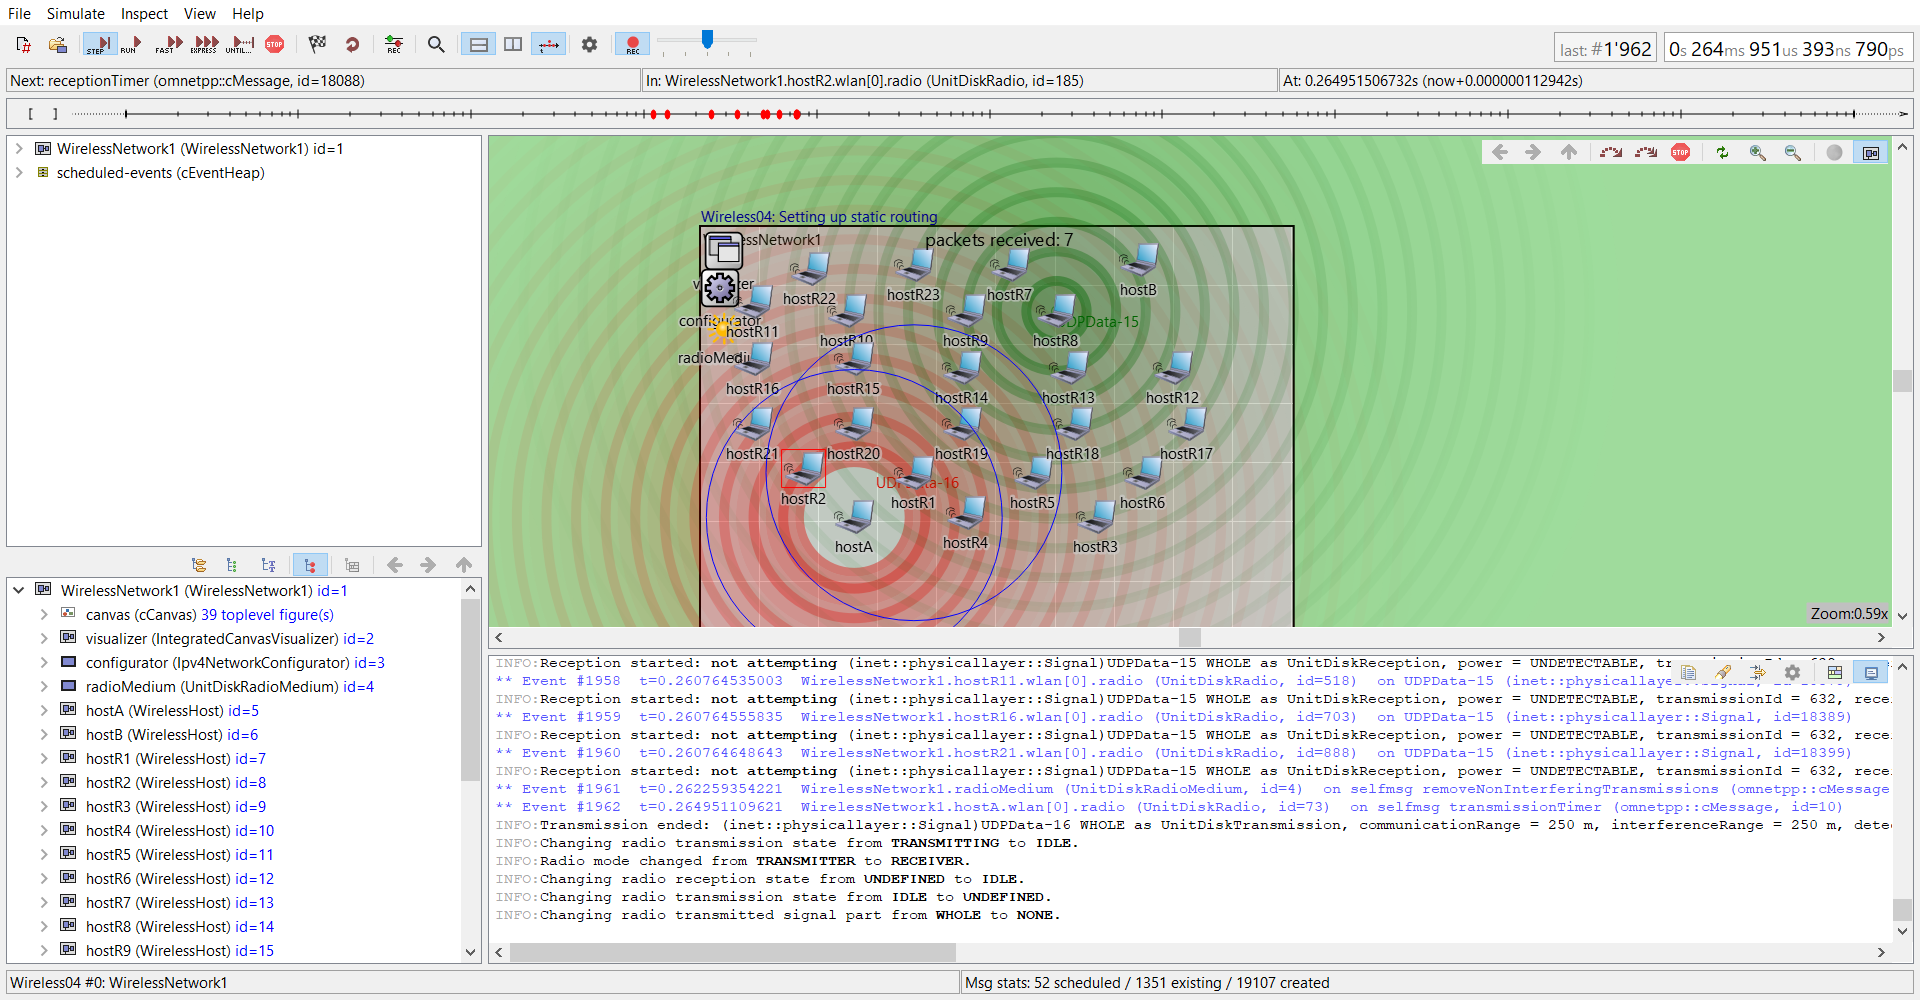 File Simulate Inspect View Help
STEP RUN FAST EXPRESS UNTIL... STOP REC REC
last: #1'962 0s 264ms 951us 393ns 790ps
Next: receptionTimer (omnetpp::cMessage, id=18088) In: WirelessNetwork1.hostR2.wlan[0].radio (UnitDiskRadio, id=185) At: 0.264951506732s (now+0.000000112942s)
[ ]
WirelessNetwork1 (WirelessNetwork1) id=1
scheduled-events (cEventHeap)
STOP
Wireless04: Setting up static routing
packets received: 7
hostR22
hostR23
hostR7
hostB
configurator
hostR11
hostR10
hostR9
hostR8
UDPData-15
hostR16
hostR15
hostR14
hostR13
hostR12
hostR21
hostR20
hostR19
hostR18
hostR17
hostR2
UDPData-16
hostR1
hostR5
hostR6
hostA
hostR4
hostR3
Zoom:0.59x
WirelessNetwork1 (WirelessNetwork1) id=1
canvas (cCanvas) 39 toplevel figure(s)
visualizer (IntegratedCanvasVisualizer) id=2
configurator (Ipv4NetworkConfigurator) id=3
radioMedium (UnitDiskRadioMedium) id=4
hostA (WirelessHost) id=5
hostB (WirelessHost) id=6
hostR1 (WirelessHost) id=7
hostR2 (WirelessHost) id=8
hostR3 (WirelessHost) id=9
hostR4 (WirelessHost) id=10
hostR5 (WirelessHost) id=11
hostR6 (WirelessHost) id=12
hostR7 (WirelessHost) id=13
hostR8 (WirelessHost) id=14
hostR9 (WirelessHost) id=15
INFO:Reception started: not attempting (inet::physicallayer::Signal)UDPData-15 WHOLE as UnitDiskReception, power = UNDETECTABLE,
** Event #1958 t=0.260764535003 WirelessNetwork1.hostR11.wlan[0].radio (UnitDiskRadio, id=518) on UDPData-15
INFO:Reception started: not attempting (inet::physicallayer::Signal)UDPData-15 WHOLE as UnitDiskReception, power = UNDETECTABLE, transmissionId = 632, rece
** Event #1959 t=0.260764555835 WirelessNetwork1.hostR16.wlan[0].radio (UnitDiskRadio, id=703) on UDPData-15 (inet::physicallayer::Signal, id=18389)
INFO:Reception started: not attempting (inet::physicallayer::Signal)UDPData-15 WHOLE as UnitDiskReception, power = UNDETECTABLE, transmissionId = 632, rece
** Event #1960 t=0.260764648643 WirelessNetwork1.hostR21.wlan[0].radio (UnitDiskRadio, id=888) on UDPData-15 (inet::physicallayer::Signal, id=18399)
INFO:Reception started: not attempting (inet::physicallayer::Signal)UDPData-15 WHOLE as UnitDiskReception, power = UNDETECTABLE, transmissionId = 632, rece
** Event #1961 t=0.262259354221 WirelessNetwork1.radioMedium (UnitDiskRadioMedium, id=4) on selfmsg removeNonInterferingTransmissions (omnetpp::cMessage
** Event #1962 t=0.264951109621 WirelessNetwork1.hostA.wlan[0].radio (UnitDiskRadio, id=73) on selfmsg transmissionTimer (omnetpp::cMessage, id=10)
INFO:Transmission ended: (inet::physicallayer::Signal)UDPData-16 WHOLE as UnitDiskTransmission, communicationRange = 250 m, interferenceRange = 250 m, dete
INFO:Changing radio transmission state from TRANSMITTING to IDLE.
INFO:Radio mode changed from TRANSMITTER to RECEIVER.
INFO:Changing radio reception state from UNDEFINED to IDLE.
INFO:Changing radio transmission state from IDLE to UNDEFINED.
INFO:Changing radio transmitted signal part from WHOLE to NONE.
Wireless04 #0: WirelessNetwork1 Msg stats: 52 scheduled / 1351 existing / 19107 created